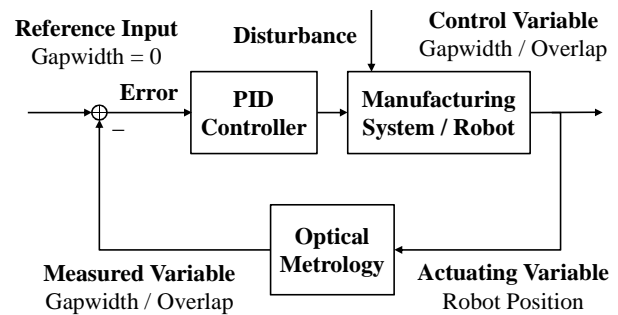 Reference Input
Gapwidth = 0
Disturbance
Control Variable
Gapwidth / Overlap
Error
−
PID
Controller
Manufacturing
System / Robot
Optical
Metrology
Measured Variable
Gapwidth / Overlap
Actuating Variable
Robot Position